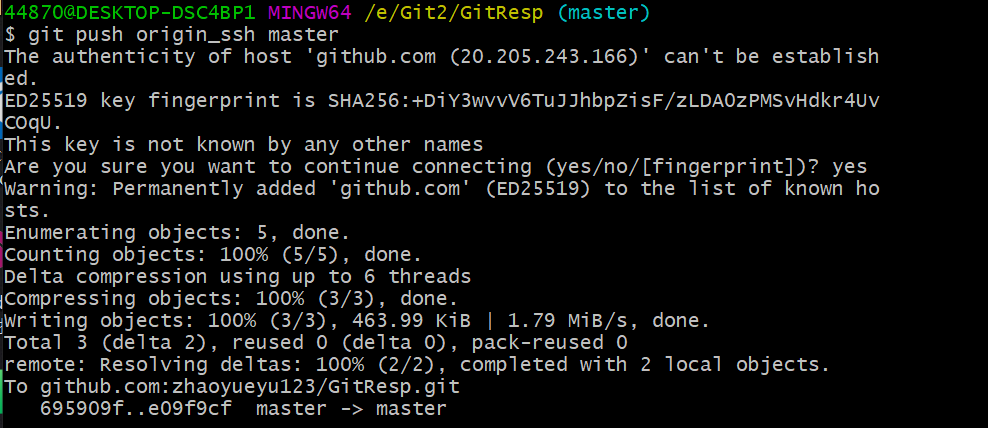 44870@DESKTOP-DSC4BP1 MINGW64 /e/Git2/GitResp (master)
$ git push origin_ssh master
The authenticity of host 'github.com (20.205.243.166)' can't be establish
ed.
ED25519 key fingerprint is SHA256:+DiY3wvvV6TuJJhbpZisF/zLDA0zPMSvHdkr4Uv
COqU.
This key is not known by any other names
Are you sure you want to continue connecting (yes/no/[fingerprint])? yes
Warning: Permanently added 'github.com' (ED25519) to the list of known ho
sts.
Enumerating objects: 5, done.
Counting objects: 100% (5/5), done.
Delta compression using up to 6 threads
Compressing objects: 100% (3/3), done.
Writing objects: 100% (3/3), 463.99 KiB | 1.79 MiB/s, done.
Total 3 (delta 2), reused 0 (delta 0), pack-reused 0
remote: Resolving deltas: 100% (2/2), completed with 2 local objects.
To github.com:zhaoyueyu123/GitResp.git
   695909f..e09f9cf  master -> master